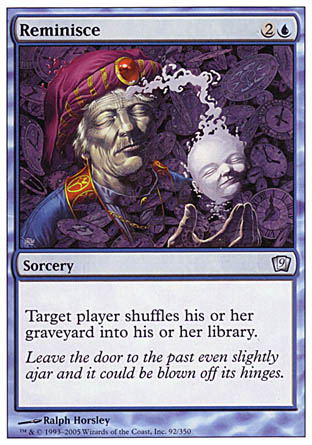 Reminisce 2
Sorcery 9
Target player shuffles his or her
graveyard into his or her library.
Leave the door to the past even slightly
ajar and it could be blown off its hinges.
Ralph Horsley
™ & © 1993–2005 Wizards of the Coast, Inc. 92/350